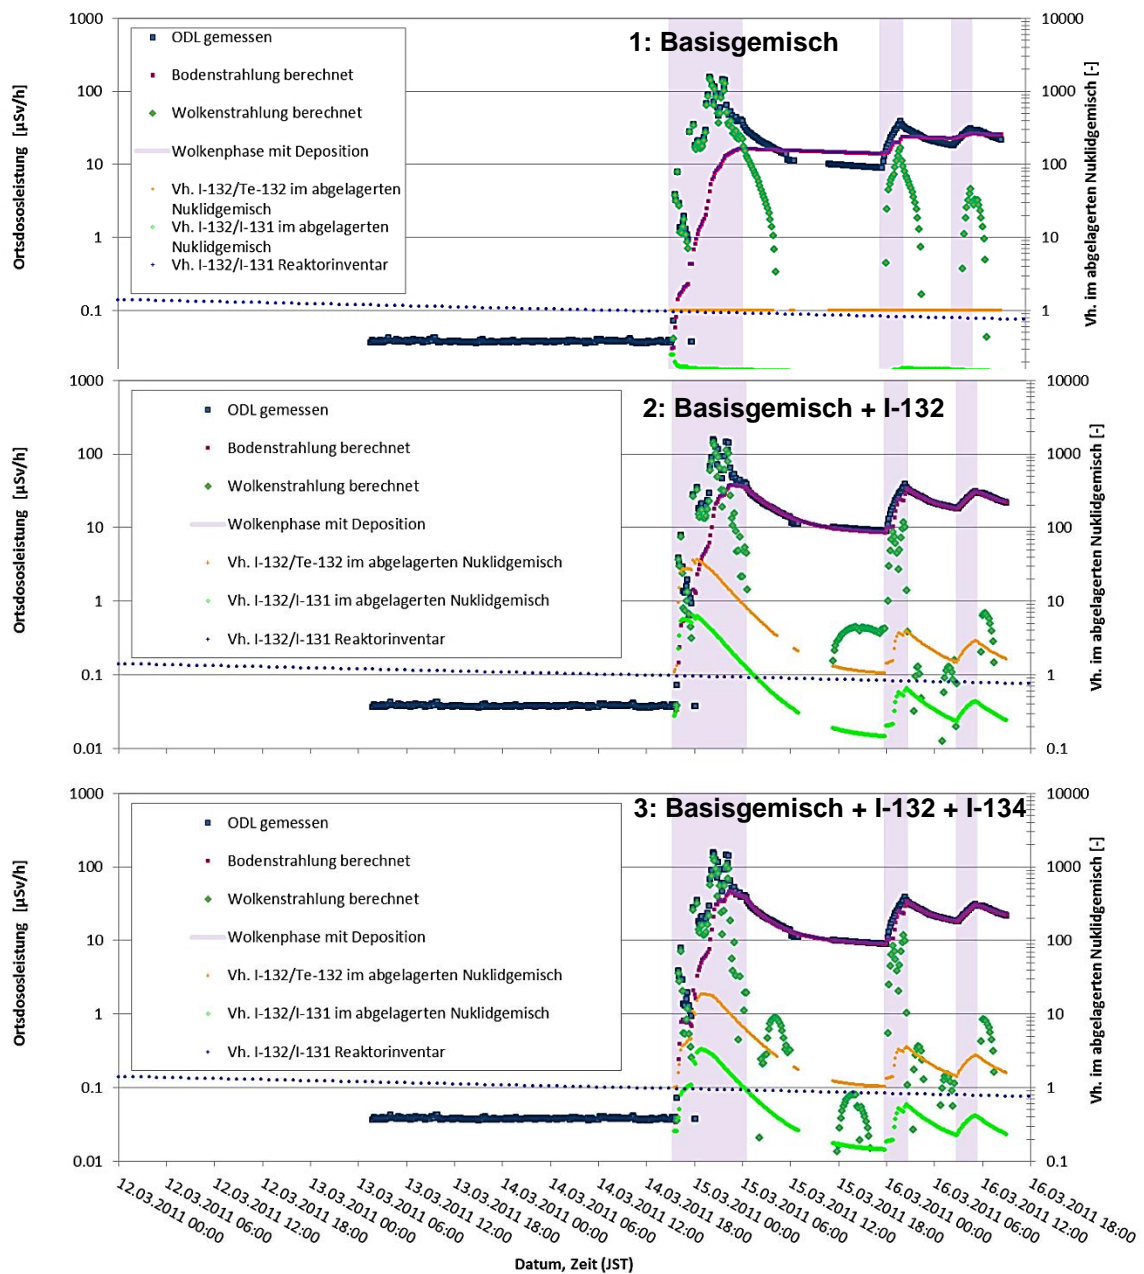 1: Basisgemisch
1000
100
10
1
0.1
Ortsdososleistung [µSv/h]
ODL gemessen
Bodenstrahlung berechnet
Wolkenstrahlung berechnet
Wolkenphase mit Deposition
Vh. I-132/Te-132 im abgelagerten
Nuklidgemisch
Vh. I-132/I-131 im abgelagerten
Nuklidgemisch
Vh. I-132/I-131 Reaktorinventar
10000
1000
100
10
1
Vh. im abgelagerten Nuklidgemisch [-]
2: Basisgemisch + I-132
1000
100
10
1
0.1
0.01
Ortsdosisleistung [µSv/h]
ODL gemessen
Bodenstrahlung berechnet
Wolkenstrahlung berechnet
Wolkenphase mit Deposition
Vh. I-132/Te-132 im abgelagerten Nuklidgemisch
Vh. I-132/I-131 im abgelagerten Nuklidgemisch
Vh. I-132/I-131 Reaktorinventar
10000
1000
100
10
1
0.1
Vh. im abgelagerten Nuklidgemisch [-]
3: Basisgemisch + I-132 + I-134
1000
100
10
1
0.1
0.01
Ortsdosisleistung [µSv/h]
ODL gemessen
Bodenstrahlung berechnet
Wolkenstrahlung berechnet
Wolkenphase mit Deposition
Vh. I-132/Te-132 im abgelagerten Nuklidgemisch
Vh. I-132/I-131 im abgelagerten Nuklidgemisch
Vh. I-132/I-131 Reaktorinventar
10000
1000
100
10
1
0.1
Vh. im abgelagerten Nuklidgemisch [-]
12.03.2011 00:00
12.03.2011 06:00
12.03.2011 12:00
12.03.2011 18:00
13.03.2011 00:00
13.03.2011 06:00
13.03.2011 12:00
13.03.2011 18:00
14.03.2011 00:00
14.03.2011 06:00
14.03.2011 12:00
14.03.2011 18:00
15.03.2011 00:00
15.03.2011 06:00
15.03.2011 12:00
15.03.2011 18:00
16.03.2011 00:00
16.03.2011 06:00
16.03.2011 12:00
16.03.2011 18:00
Datum, Zeit (JST)